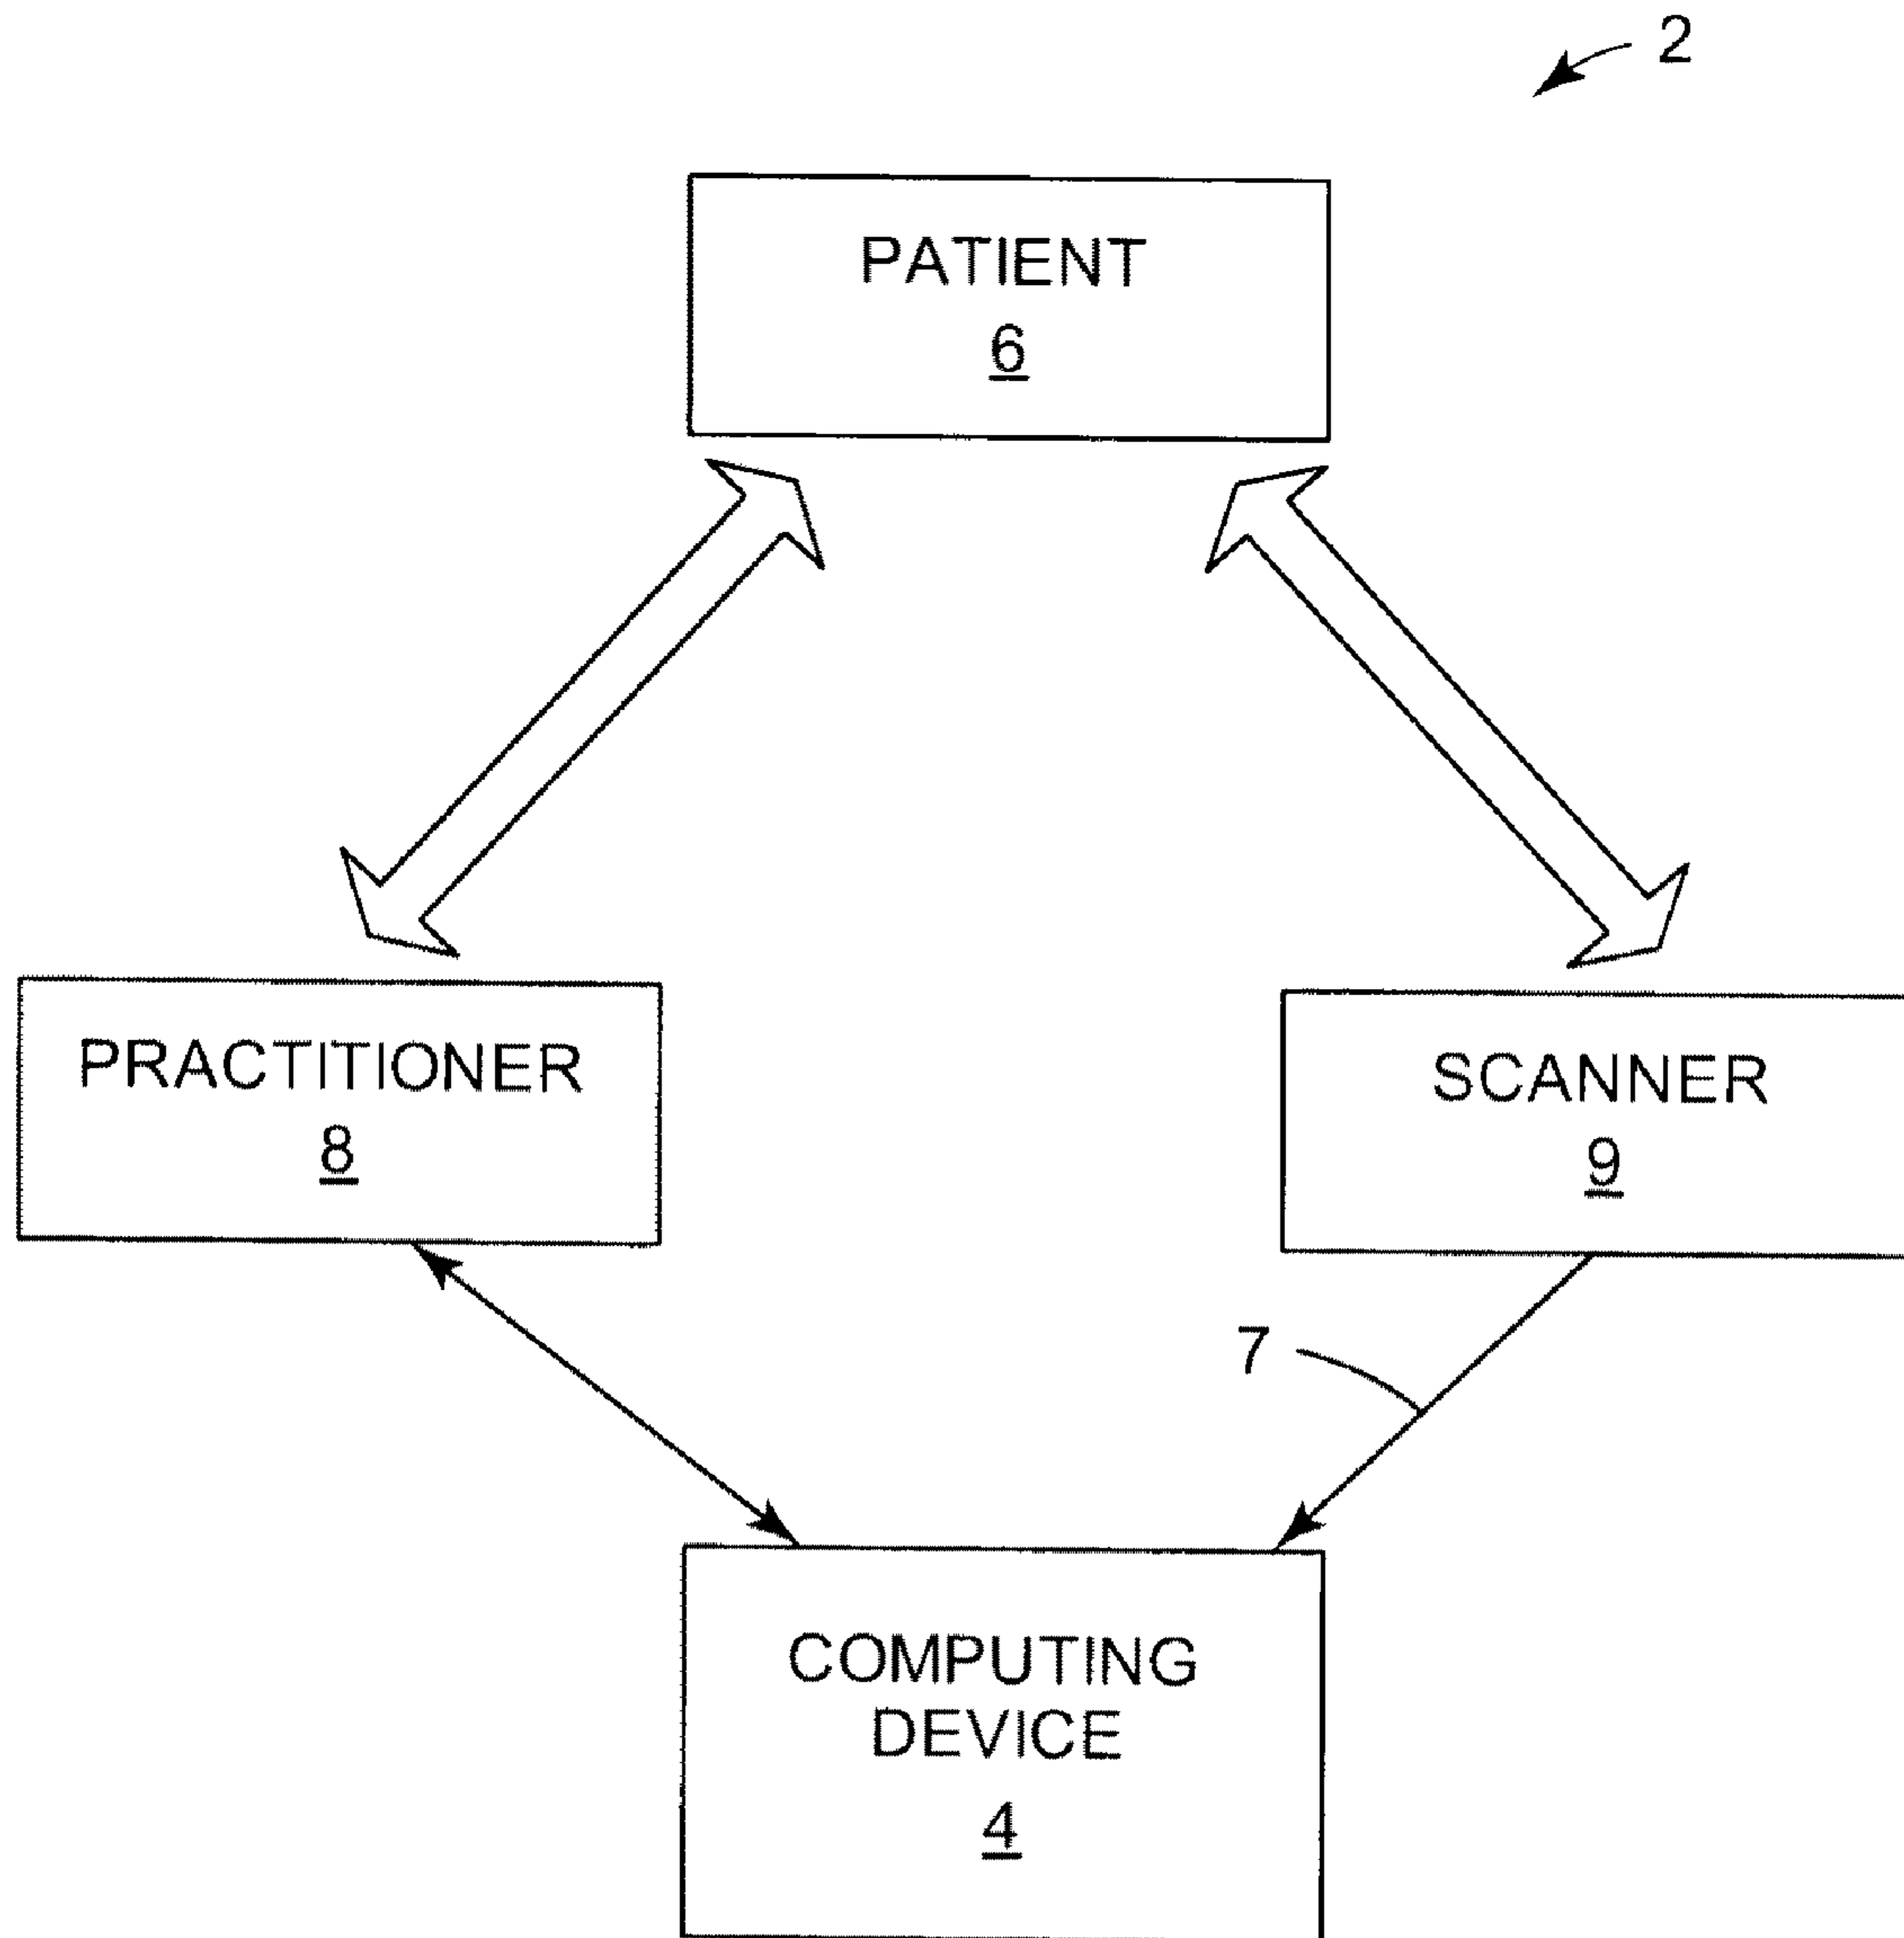 2
PATIENT
6
PRACTITIONER
8
SCANNER
9
7
COMPUTING
DEVICE
4